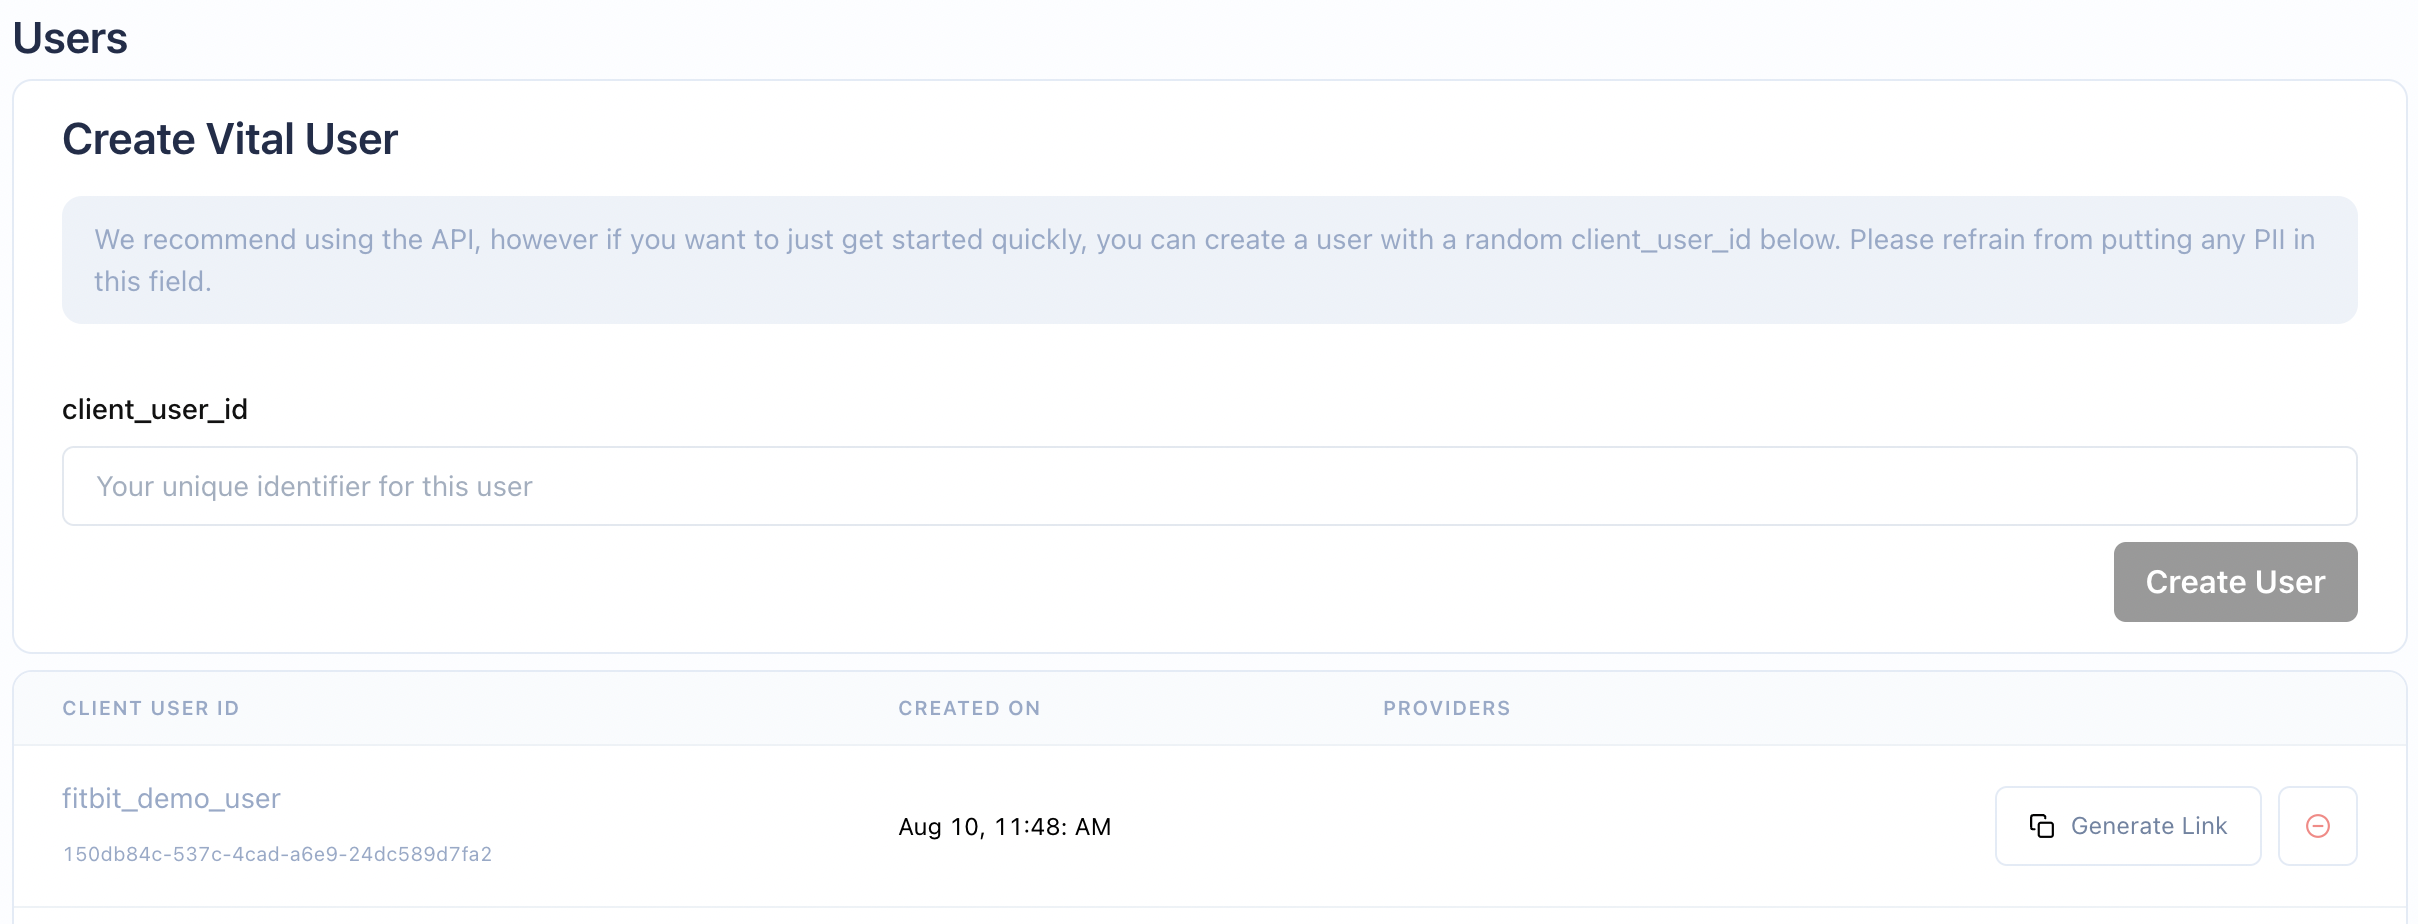 Users
Create Vital User
We recommend using the API, however if you want to just get started quickly, you can create a user with a random client_user_id below. Please refrain from putting any PII in
this field.
client_user_id
Your unique identifier for this user
Create User
CLIENT USER ID CREATED ON PROVIDERS
fitbit_demo_user
150db84c-537c-4cad-a6e9-24dc589d7fa2
Aug 10, 11:48: AM
Generate Link